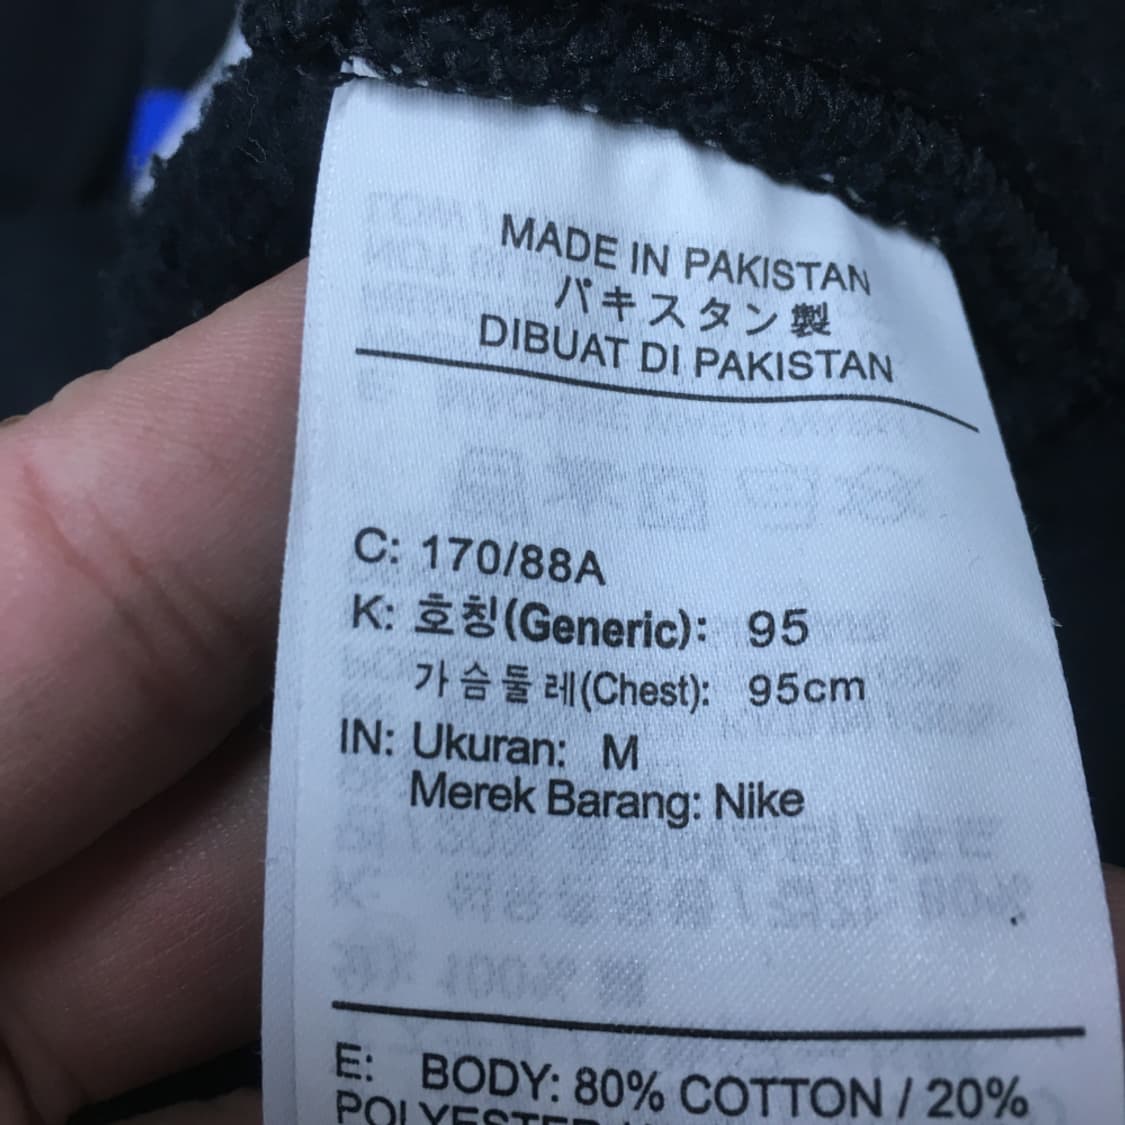 MADE IN PAKISTAN
パキスタン製
DIBUAT DI PAKISTAN
C: 170/88A
K: 호칭(Generic): 95
가슴둘레(Chest): 95cm
IN: Ukuran: M
Merek Barang: Nike
E: BODY: 80% COTTON / 20%
POLYESTER